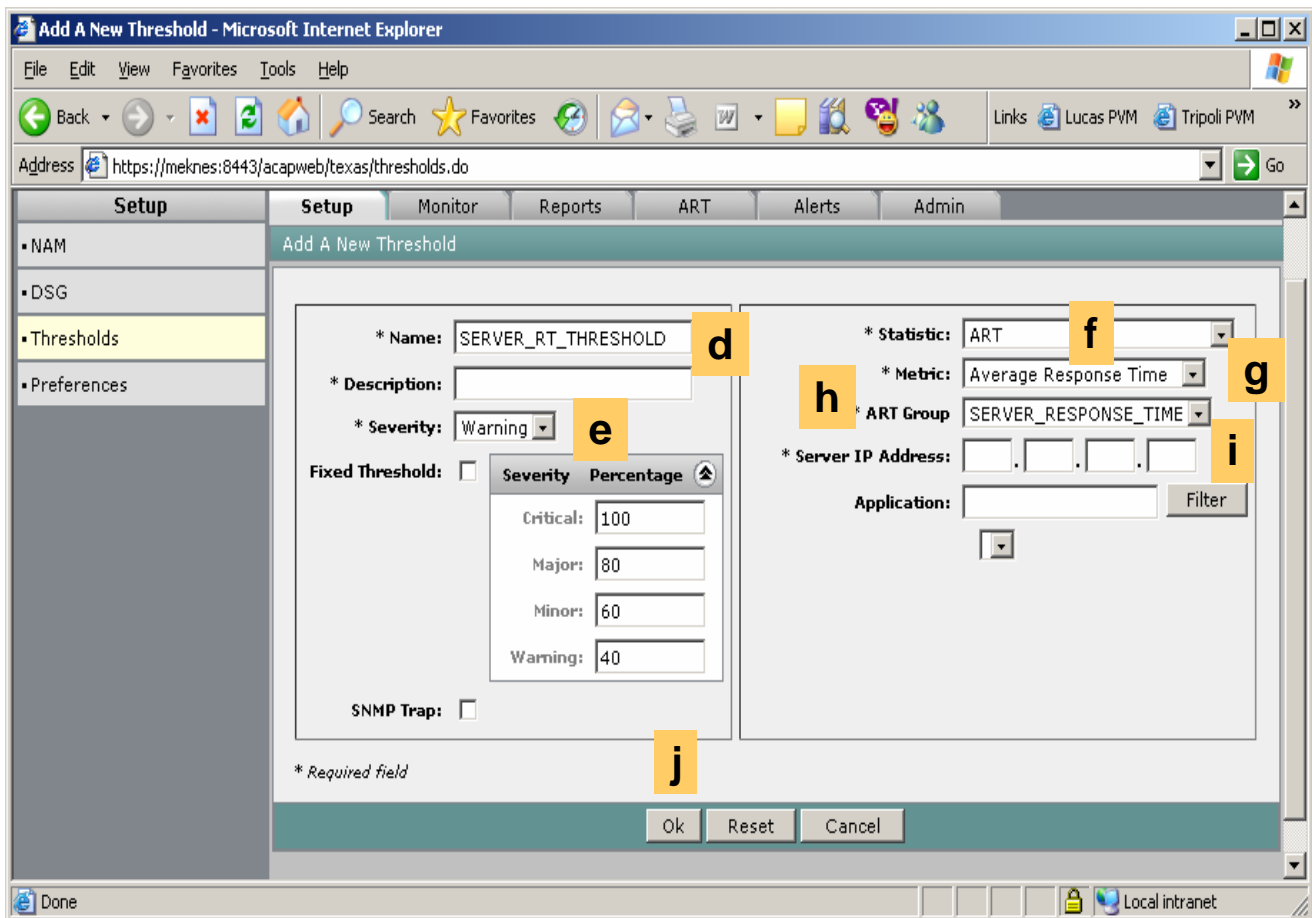 Add A New Threshold - Microsoft Internet Explorer
File Edit View Favorites Tools Help
Back Search Favorites Links Lucas PVM Tripoli PVM »
Address https://meknes:8443/acapweb/texas/thresholds.do Go
Setup Setup Monitor Reports ART Alerts Admin
NAM
DSG
Thresholds
Preferences
Add A New Threshold
* Name: SERVER_RT_THRESHOLD d
* Description:
* Severity: Warning e
Fixed Threshold: Severity Percentage
Critical: 100
Major: 80
Minor: 60
Warning: 40
SNMP Trap:
* Statistic: ART f
* Metric: Average Response Time g
h * ART Group SERVER_RESPONSE_TIME
* Server IP Address: . . . i
Application: Filter
* Required field
j
Ok Reset Cancel
Done Local intranet